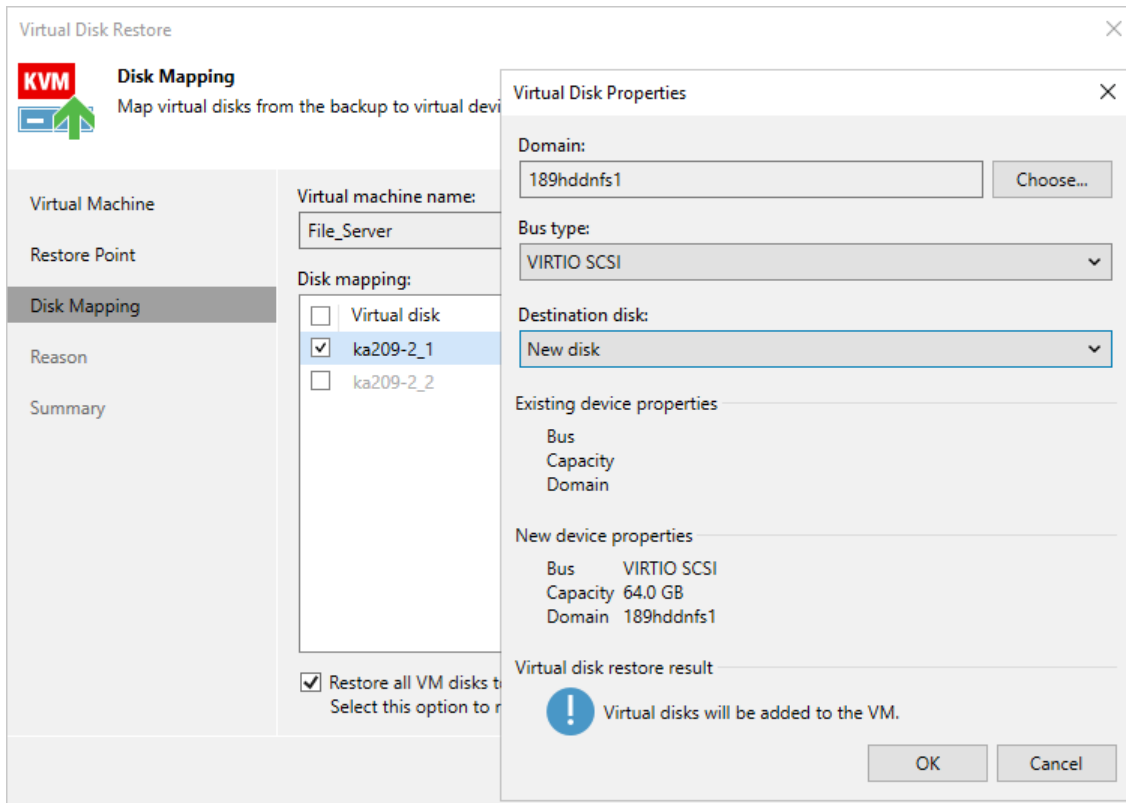 Virtual Disk Restore
KVM
Disk Mapping
Map virtual disks from the backup to virtual devi
Virtual Machine
Restore Point
Disk Mapping
Reason
Summary
Virtual machine name:
File_Server
Disk mapping:
Virtual disk
ka209-2_1
ka209-2_2
Restore all VM disks t
Select this option to r
Virtual Disk Properties
Domain:
189hddnfs1
Choose...
Bus type:
VIRTIO SCSI
Destination disk:
New disk
Existing device properties
Bus
Capacity
Domain
New device properties
Bus VIRTIO SCSI
Capacity 64.0 GB
Domain 189hddnfs1
Virtual disk restore result
Virtual disks will be added to the VM.
OK
Cancel